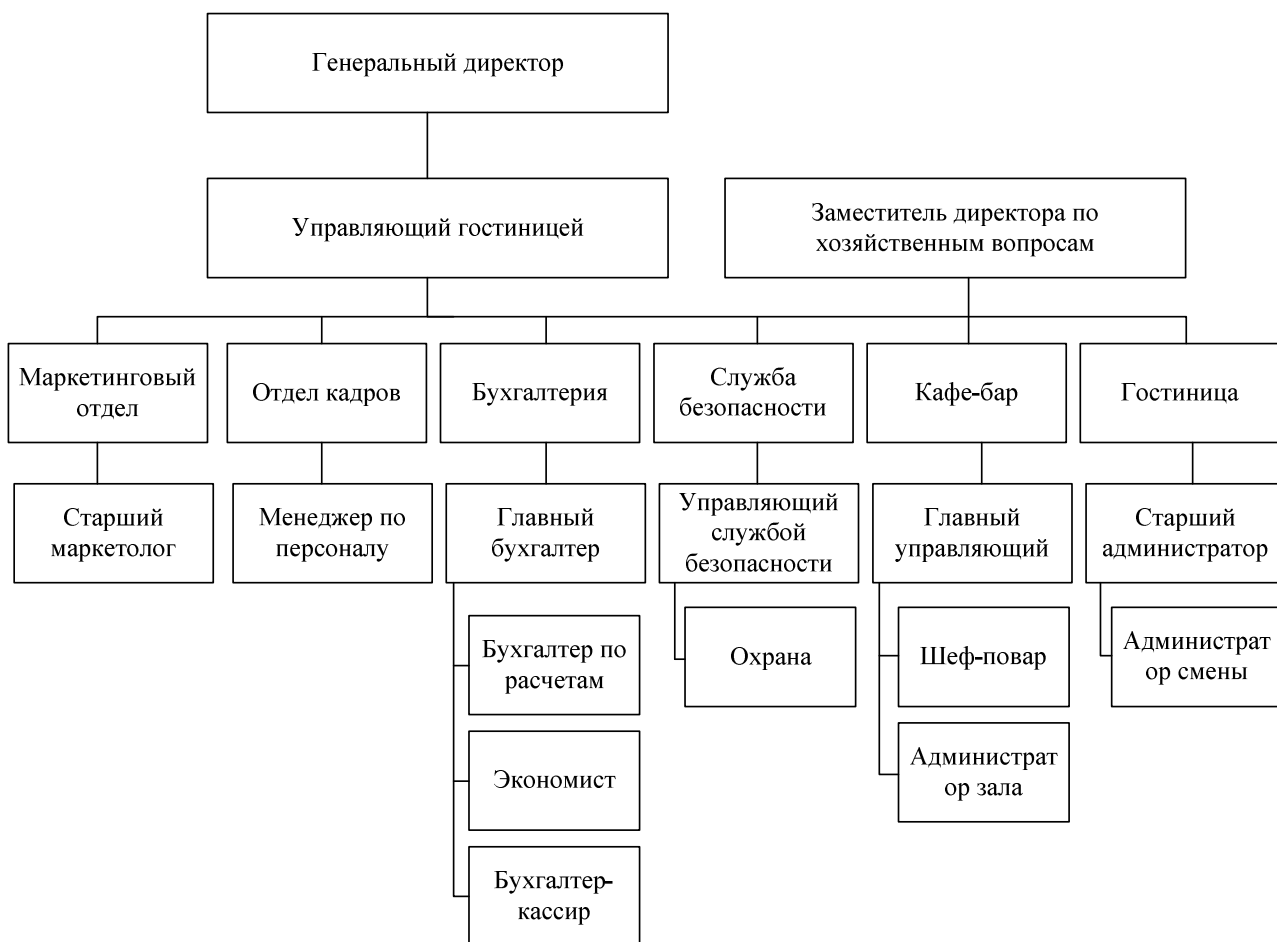 Генеральный директор
Управляющий гостиницей
Заместитель директора по
хозяйственным вопросам
Маркетинговый
отдел
Отдел кадров
Бухгалтерия
Служба
безопасности
Кафе-бар
Гостиница
Старший
маркетолог
Менеджер по
персоналу
Главный
бухгалтер
Управляющий
службой
безопасности
Главный
управляющий
Старший
администратор
Бухгалтер по
расчетам
Охрана
Шеф-повар
Администрат
ор смены
Экономист
Администрат
ор зала
Бухгалтер-
кассир